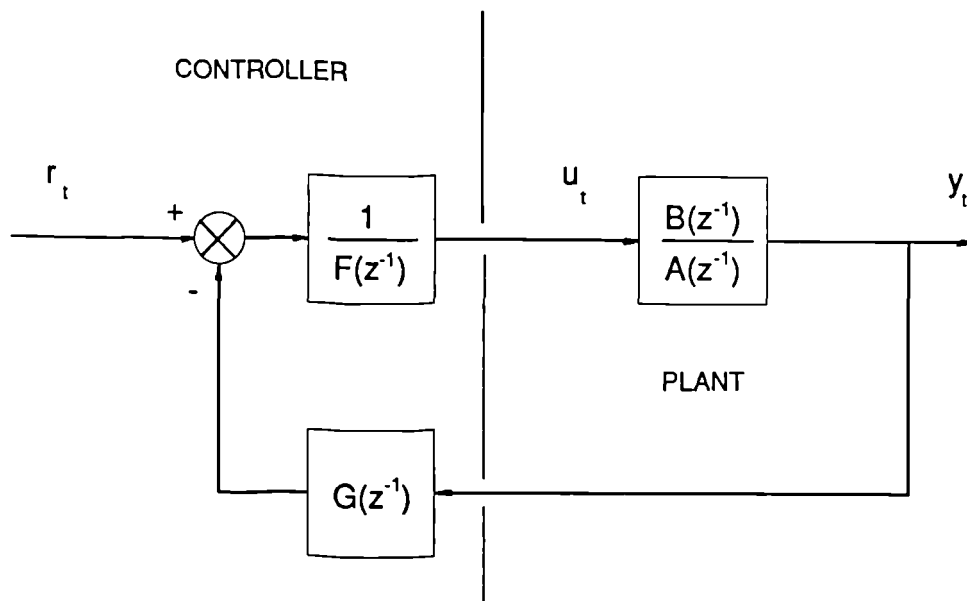 CONTROLLER
r_t
u_t
y_t
+
-
1
F(z⁻¹)
B(z⁻¹)
A(z⁻¹)
PLANT
G(z⁻¹)